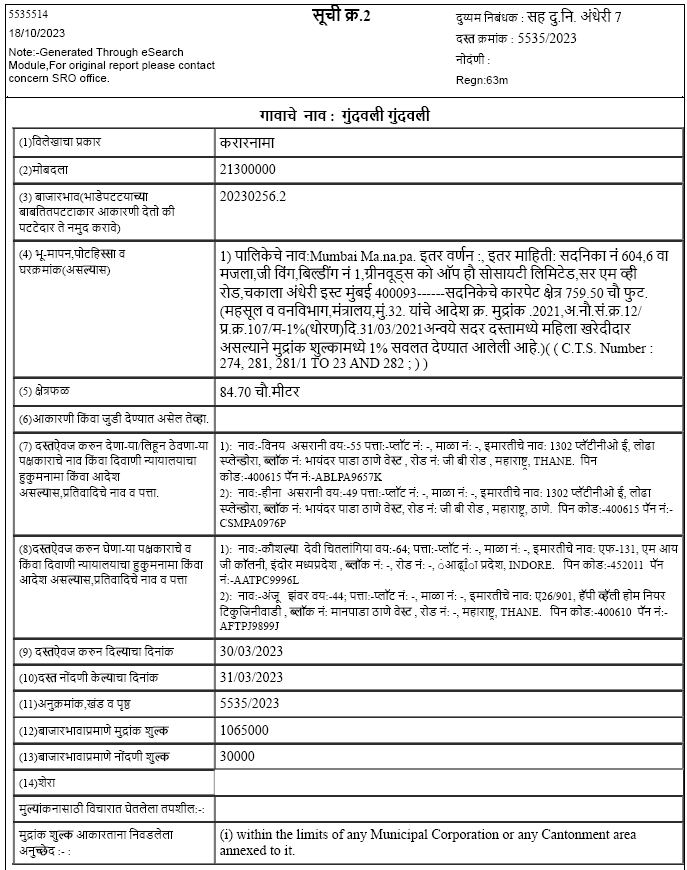 5535514
18/10/2023
Note:-Generated Through eSearch
Module,For original report please contact
concern SRO office.
सूची क्र.2
दुय्यम निबंधक : सह दु.नि. अंधेरी 7
दस्त क्रमांक : 5535/2023
नोदंणी :
Regn:63m
गावाचे नाव : गुंदवली गुंदवली
(1)विलेखाचा प्रकार
करारनामा
(2)मोबदला
21300000
(3) बाजारभाव(भाडेपटटयाच्या
बाबतितपटटाकार आकारणी देतो की
पटटेदार ते नमुद करावे)
20230256.2
(4) भू-मापन,पोटहिस्सा व
घरक्रमांक(असल्यास)
1) पालिकेचे नाव:Mumbai Ma.na.pa. इतर वर्णन :, इतर माहिती: सदनिका नं 604,6 वा
मजला,जी विंग,बिल्डींग नं 1,ग्रीनवूड्स को ऑप हौ सोसायटी लिमिटेड,सर एम व्ही
रोड,चकाला अंधेरी इस्ट मुंबई 400093------सदनिकेचे कारपेट क्षेत्र 759.50 चौ फुट.
(महसूल व वनविभाग,मंत्रालय,मुं.32. यांचे आदेश क्र. मुद्रांक .2021,अ.नौ.सं.क्र.12/
प्र.क्र.107/म-1%(धोरण)दि.31/03/2021अन्वये सदर दस्तामध्ये महिला खरेदीदार
असल्याने मुद्रांक शुल्कामध्ये 1% सवलत देण्यात आलेली आहे.)( ( C.T.S. Number :
274, 281, 281/1 TO 23 AND 282 ; ) )
(5) क्षेत्रफळ
84.70 चौ.मीटर
(6)आकारणी किंवा जुडी देण्यात असेल तेव्हा.
(7) दस्तऐवज करुन देणा-या/लिहून ठेवणा-या
पक्षकाराचे नाव किंवा दिवाणी न्यायालयाचा
हुकुमनामा किंवा आदेश
असल्यास,प्रतिवादिचे नाव व पत्ता.
1): नाव:-विनय असरानी वय:-55 पत्ता:-प्लॉट नं: -, माळा नं: -, इमारतीचे नाव: 1302 प्लॅटीनीओ ई, लोढा
स्प्लेन्डोरा, ब्लॉक नं: भायंदर पाडा ठाणे वेस्ट , रोड नं: जी बी रोड , महाराष्ट्र, THANE. पिन
कोड:-400615 पॅन नं:-ABLPA9657K
2): नाव:-हीना असरानी वय:-49 पत्ता:-प्लॉट नं: -, माळा नं: -, इमारतीचे नाव: 1302 प्लॅटीनीओ ई, लोढा
स्प्लेन्डोरा, ब्लॉक नं: भायंदर पाडा ठाणे वेस्ट, रोड नं: जी बी रोड , महाराष्ट्र, ठाणे. पिन कोड:-400615 पॅन नं:-
CSMPA0976P
(8)दस्तऐवज करुन घेणा-या पक्षकाराचे व
किंवा दिवाणी न्यायालयाचा हुकुमनामा किंवा
आदेश असल्यास,प्रतिवादिचे नाव व पत्ता
1): नाव:-कौशल्या देवी चितलांगिया वय:-64; पत्ता:-प्लॉट नं: -, माळा नं: -, इमारतीचे नाव: एफ-131, एम आय
जी कॉलनी, इंदोर मध्यप्रदेश , ब्लॉक नं: -, रोड नं: -, प्रदेश, INDORE. पिन कोड:-452011 पॅन
नं:-AATPC9996L
2): नाव:-अंजू झंवर वय:-44; पत्ता:-प्लॉट नं: -, माळा नं: -, इमारतीचे नाव: ए26/901, हॅपी व्हॅली होम नियर
टिकुजिनीवाडी , ब्लॉक नं: मानपाडा ठाणे वेस्ट , रोड नं: -, महाराष्ट्र, THANE. पिन कोड:-400610 पॅन नं:-
AFTPJ9899J
(9) दस्तऐवज करुन दिल्याचा दिनांक
30/03/2023
(10)दस्त नोंदणी केल्याचा दिनांक
31/03/2023
(11)अनुक्रमांक,खंड व पृष्ठ
5535/2023
(12)बाजारभावाप्रमाणे मुद्रांक शुल्क
1065000
(13)बाजारभावाप्रमाणे नोंदणी शुल्क
30000
(14)शेरा
मुल्यांकनासाठी विचारात घेतलेला तपशील:-:
मुद्रांक शुल्क आकारताना निवडलेला
अनुच्छेद :- :
(i) within the limits of any Municipal Corporation or any Cantonment area
annexed to it.